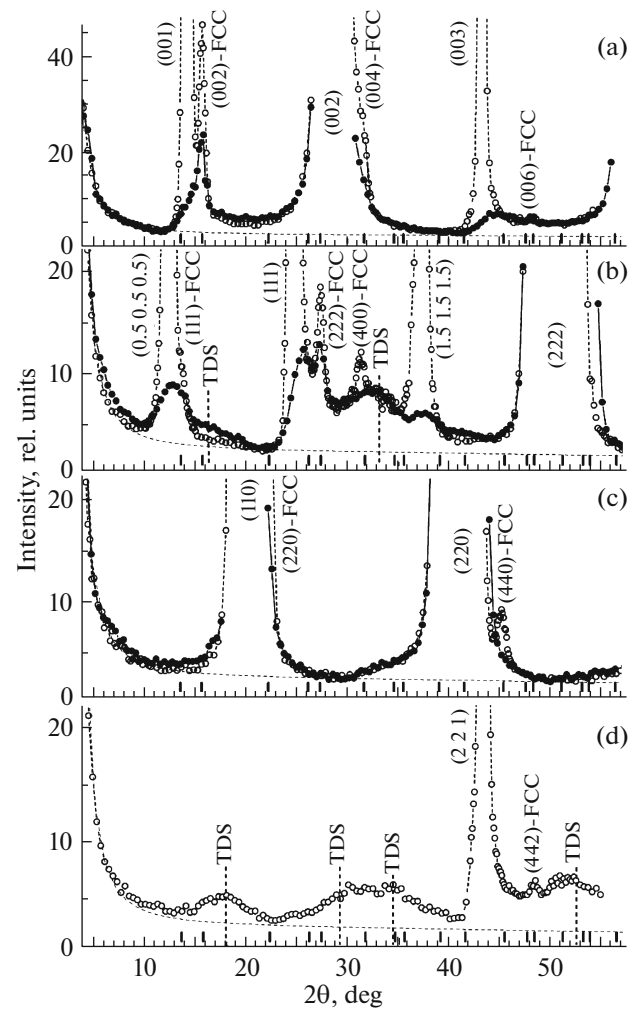 (a)
(001)
(002)-FCC
(002)
(004)-FCC
(003)
(006)-FCC
40
20
0
(b)
(0.5 0.5 0.5)
(111)-FCC
TDS
(111)
(222)-FCC
(400)-FCC
TDS
(1.5 1.5 1.5)
(222)
20
10
0
(c)
(110)
(220)-FCC
(220)
(440)-FCC
20
10
0
(d)
TDS
TDS
TDS
(2 2 1)
(442)-FCC
TDS
20
10
0
10
20
30
40
50
2θ, deg
Intensity, rel. units